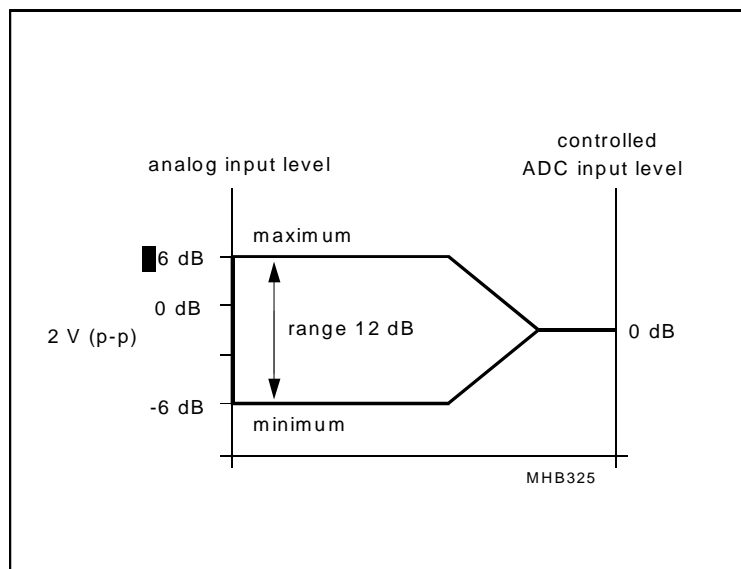 controlled
analog input level
ADC input level
maximum
6 dB
0 dB
range 12 dB
2 V (p-p)
0 dB
-6 dB
minimum
MHB325